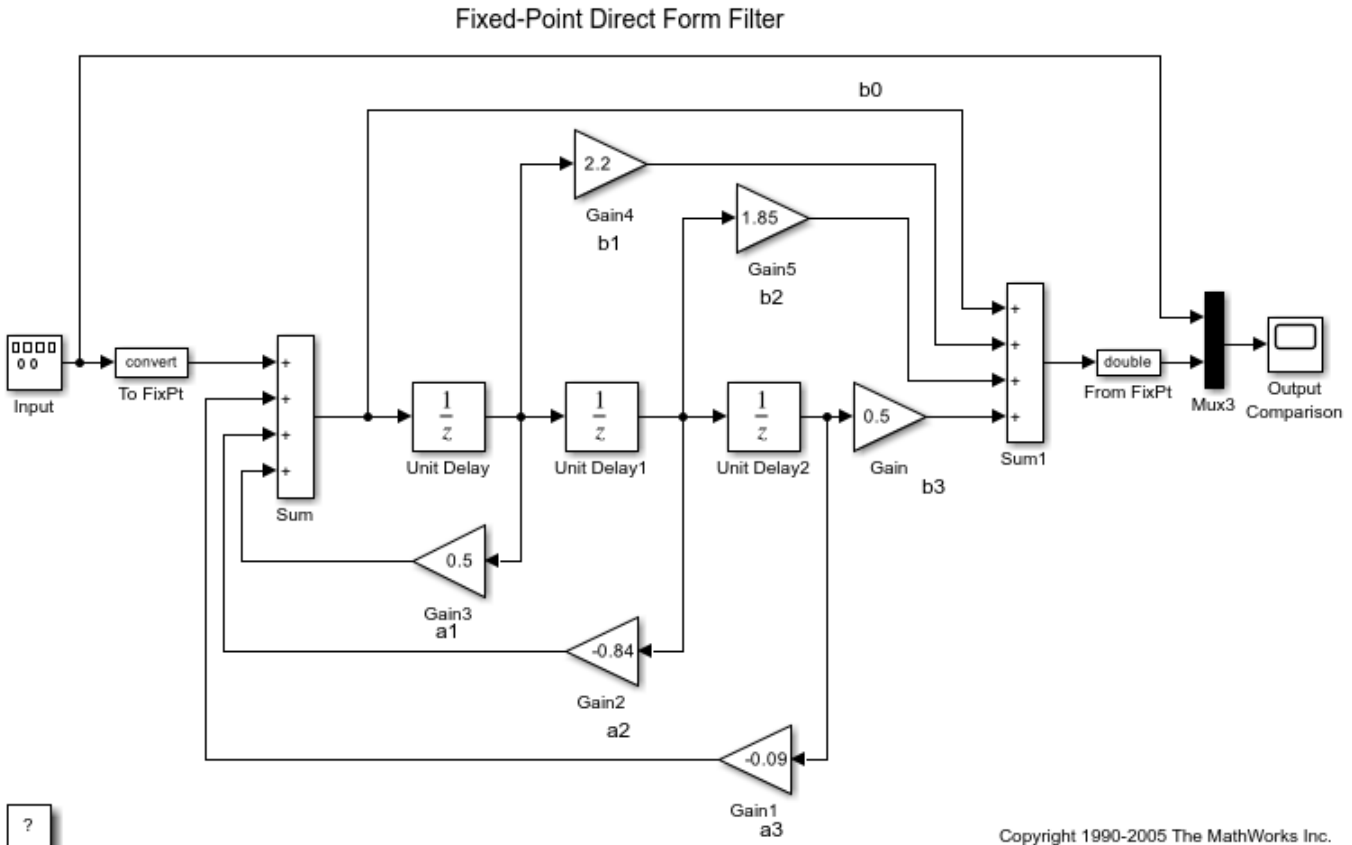 Fixed-Point Direct Form Filter
b0
2.2
Gain4
b1
1.85
Gain5
b2
Input
convert
To FixPt
+
+
+
+
Sum
1
z
Unit Delay
1
z
Unit Delay1
1
z
Unit Delay2
0.5
Gain
b3
+
+
+
+
Sum1
double
From FixPt
Mux3
Output
Comparison
0.5
Gain3
a1
-0.84
Gain2
a2
-0.09
Gain1
a3
?
Copyright 1990-2005 The MathWorks Inc.